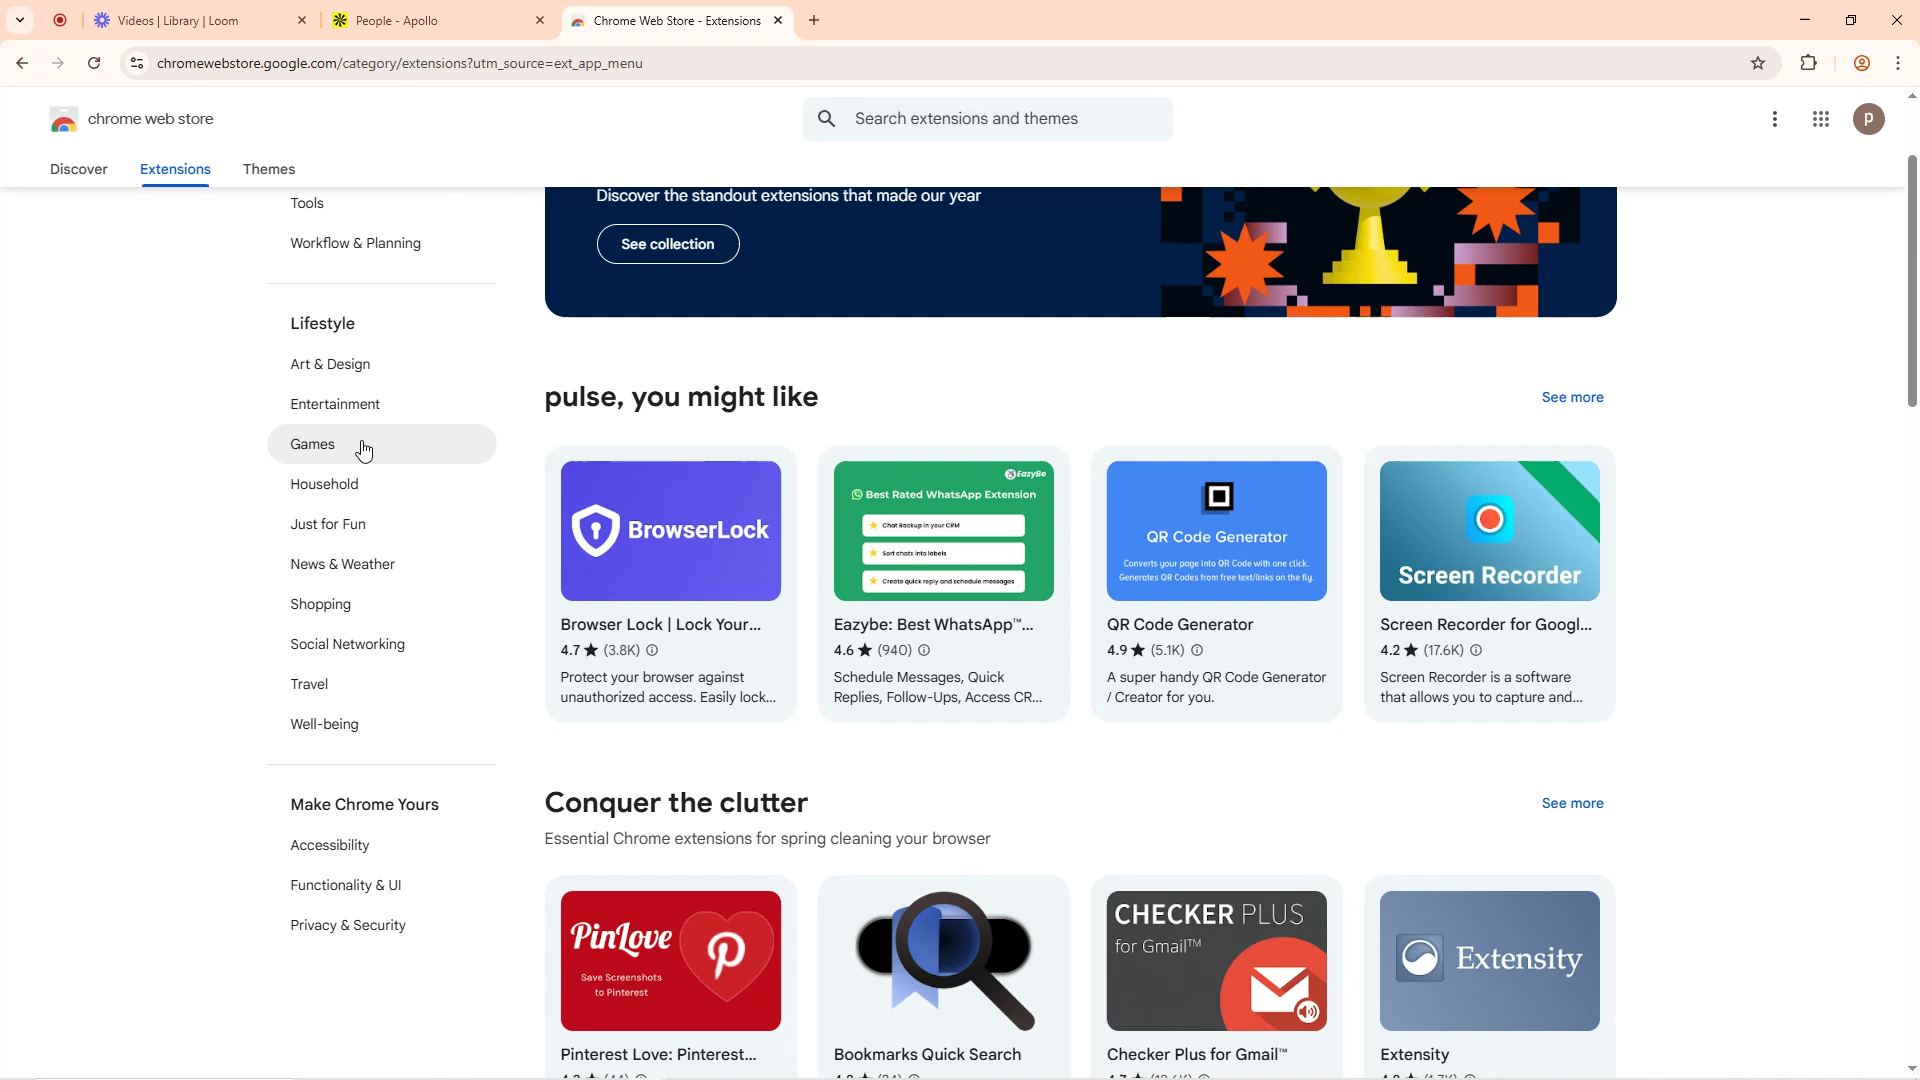 Videos | Library | Loom
People - Apollo
Chrome Web Store - Extensions
chromewebstore.google.com/category/extensions?utm_source=ext_app_menu
chrome web store
Search extensions and themes
p
Discover
Extensions
Themes
Tools
Workflow & Planning
Lifestyle
Art & Design
Entertainment
Games
Household
Just for Fun
News & Weather
Shopping
Social Networking
Travel
Well-being
Make Chrome Yours
Accessibility
Functionality & UI
Privacy & Security
Discover the standout extensions that made our year
See collection
pulse, you might like
See more
BrowserLock
Browser Lock | Lock Your...
4.7 ★ (3.8K)
Protect your browser against
unauthorized access. Easily lock...
EazyBe
Best Rated WhatsApp Extension
Chat Backup in your CRM
Sort chats into labels
Create quick reply and schedule messages
Eazybe: Best WhatsApp™...
4.6 ★ (940)
Schedule Messages, Quick
Replies, Follow-Ups, Access CR...
QR Code Generator
Converts your page into QR Code with one click.
Generates QR Codes from free text/links on the fly.
QR Code Generator
4.9 ★ (5.1K)
A super handy QR Code Generator
/ Creator for you.
Screen Recorder
Screen Recorder for Googl...
4.2 ★ (17.6K)
Screen Recorder is a software
that allows you to capture and...
Conquer the clutter
See more
Essential Chrome extensions for spring cleaning your browser
PinLove
Save Screenshots
to Pinterest
Pinterest Love: Pinterest...
Bookmarks Quick Search
CHECKER PLUS
for Gmail™
Checker Plus for Gmail™
Extensity
Extensity